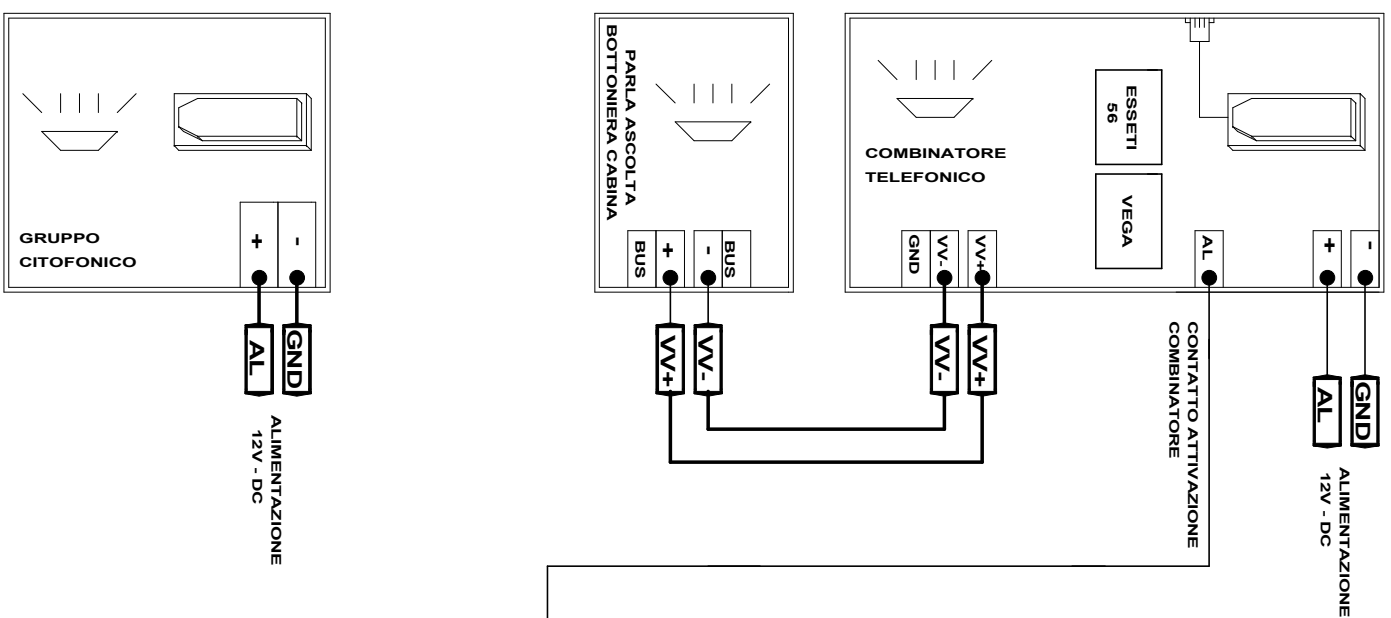 GRUPPO
CITOFONICO
+
-
AL
GND
ALIMENTAZIONE
12V - DC
PARLA ASCOLTA
BOTTONIERA CABINA
BUS
+
-
BUS
VV+
VV-
COMBINATORE
TELEFONICO
ESSETI
56
VEGA
GND
VV-
VV+
AL
+
-
VV-
VV+
CONTATTO ATTIVAZIONE
COMBINATORE
AL
GND
ALIMENTAZIONE
12V - DC